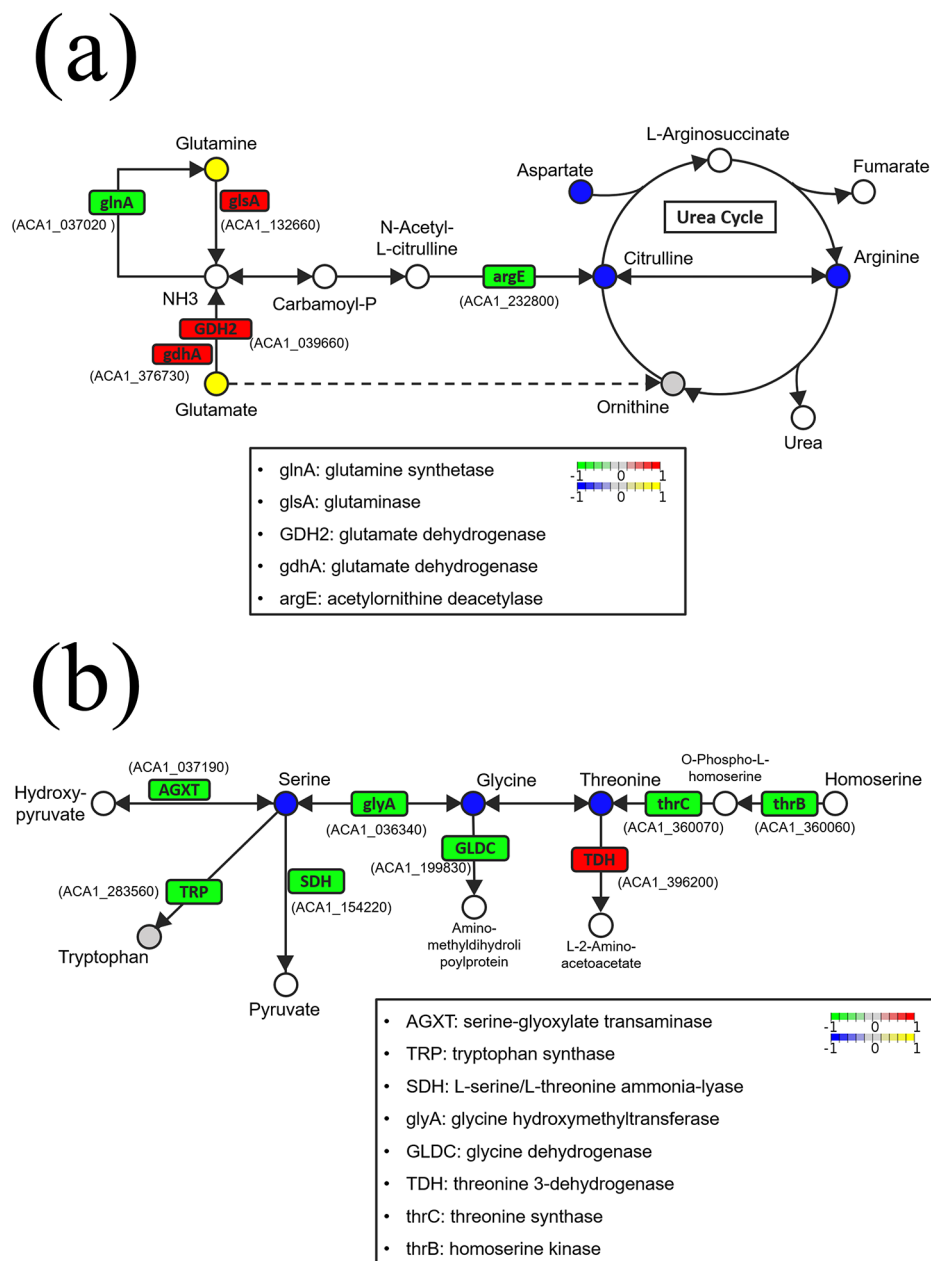 (a)
Glutamine
glnA
(ACA1_037020 )
glsA
(ACA1_132660)
NH3
GDH2
(ACA1_039660)
gdhA
(ACA1_376730)
Glutamate
Carbamoyl-P
N-Acetyl-
L-citrulline
argE
(ACA1_232800)
Aspartate
L-Arginosuccinate
Fumarate
Urea Cycle
Citrulline
Arginine
Ornithine
Urea
• glnA: glutamine synthetase
• glsA: glutaminase
• GDH2: glutamate dehydrogenase
• gdhA: glutamate dehydrogenase
• argE: acetylornithine deacetylase
-1 0 1
-1 0 1
(b)
Hydroxy-
pyruvate
(ACA1_037190)
AGXT
Serine
glyA
(ACA1_036340)
Glycine
Threonine
thrC
(ACA1_360070)
O-Phospho-L-
homoserine
thrB
(ACA1_360060)
Homoserine
(ACA1_283560)
TRP
Tryptophan
SDH
(ACA1_154220)
Pyruvate
GLDC
(ACA1_199830)
Amino-
methyldihydroli
poylprotein
TDH
(ACA1_396200)
L-2-Amino-
acetoacetate
• AGXT: serine-glyoxylate transaminase
• TRP: tryptophan synthase
• SDH: L-serine/L-threonine ammonia-lyase
• glyA: glycine hydroxymethyltransferase
• GLDC: glycine dehydrogenase
• TDH: threonine 3-dehydrogenase
• thrC: threonine synthase
• thrB: homoserine kinase
-1 0 1
-1 0 1